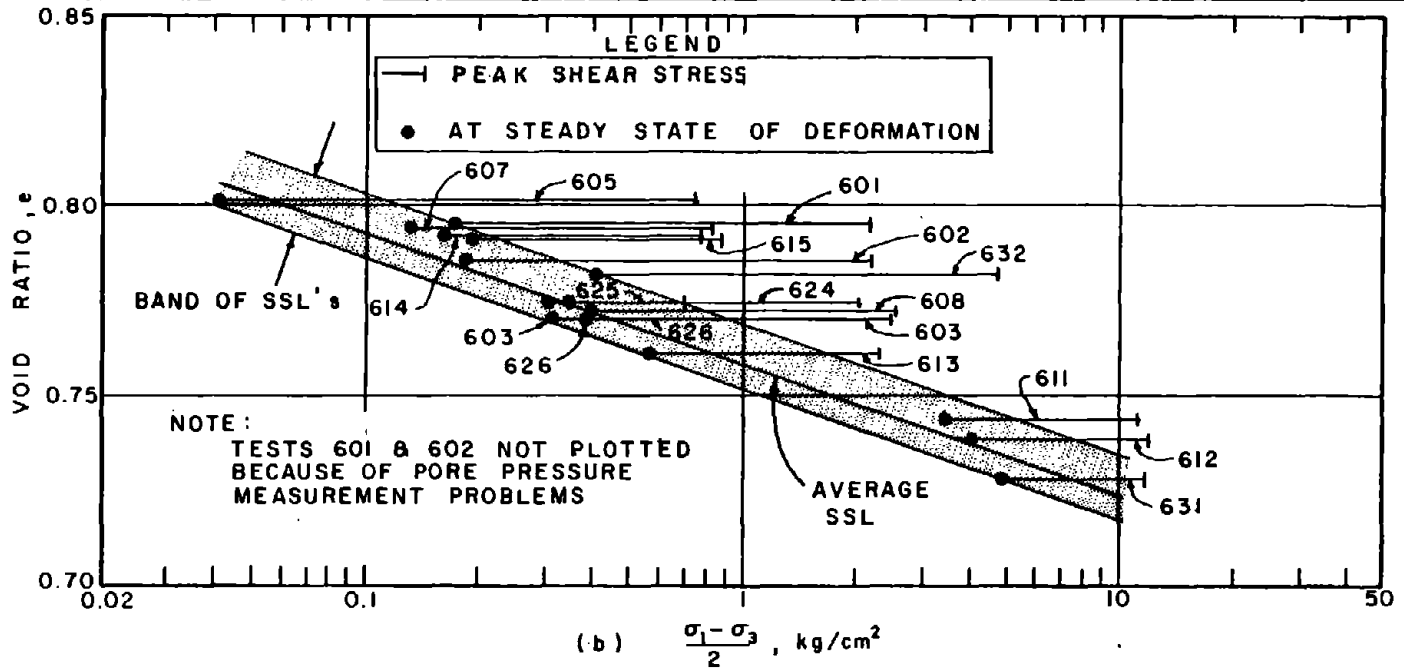 0.85
LEGEND
PEAK SHEAR STRESS
AT STEADY STATE OF DEFORMATION
607
605
601
0.80
615
602
632
BAND OF SSL's
614
625
624
608
603
626
603
626
613
VOID RATIO, e
0.75
611
NOTE:
TESTS 601 & 602 NOT PLOTTED
BECAUSE OF PORE PRESSURE
MEASUREMENT PROBLEMS
612
AVERAGE
SSL
631
0.70
0.02 0.1 1 10 50
(b) σ₁ - σ₃ / 2 , kg/cm²